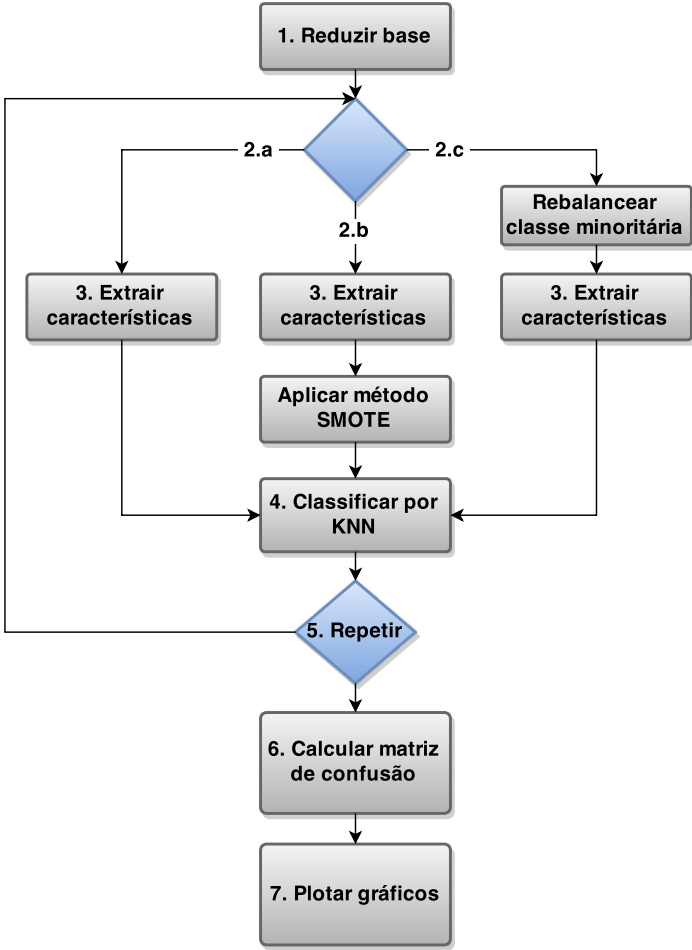 1. Reduzir base
2.a
2.c
2.b
Rebalancear
classe minoritária
3. Extrair
características
3. Extrair
características
3. Extrair
características
Aplicar método
SMOTE
4. Classificar por
KNN
5. Repetir
6. Calcular matriz
de confusão
7. Plotar gráficos